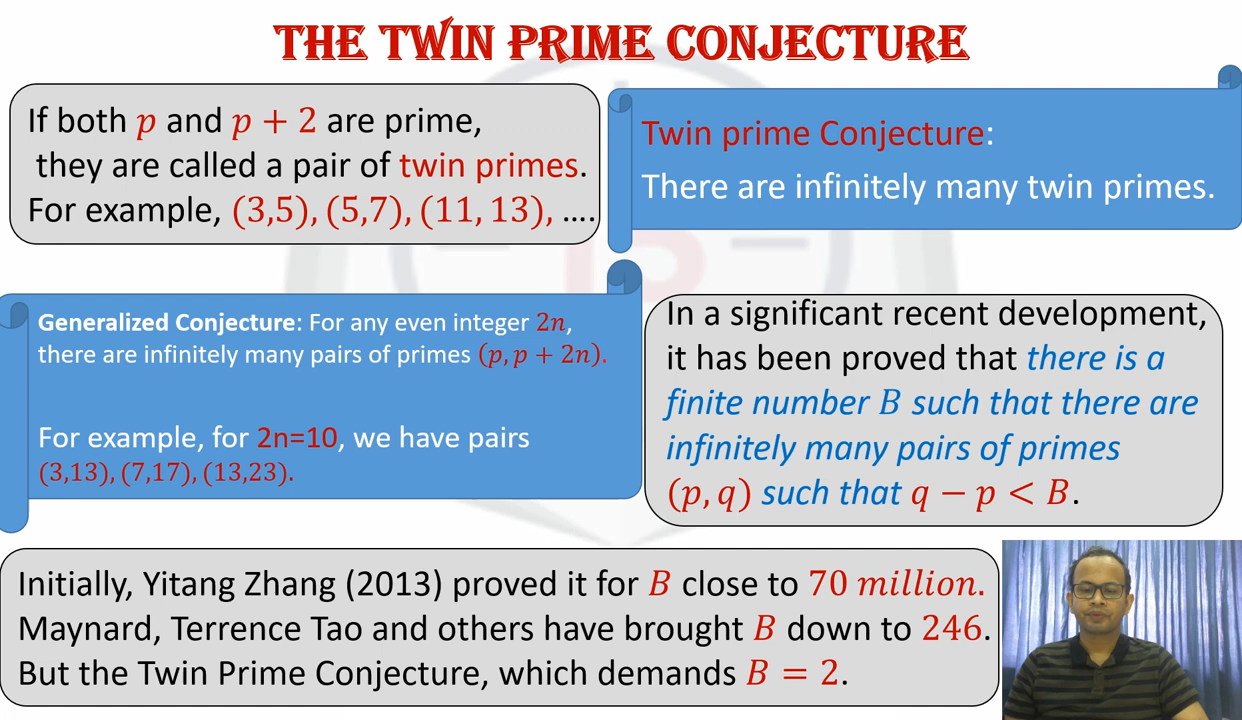 THE TWIN PRIME CONJECTURE
If both p and p + 2 are prime,
they are called a pair of twin primes.
For example, (3,5), (5,7), (11, 13), ....
Twin prime Conjecture:
There are infinitely many twin primes.
Generalized Conjecture: For any even integer 2n,
there are infinitely many pairs of primes (p, p + 2n).
For example, for 2n=10, we have pairs
(3,13), (7,17), (13,23).
In a significant recent development,
it has been proved that there is a
finite number B such that there are
infinitely many pairs of primes
(p, q) such that q − p < B.
Initially, Yitang Zhang (2013) proved it for B close to 70 million.
Maynard, Terrence Tao and others have brought B down to 246.
But the Twin Prime Conjecture, which demands B = 2.